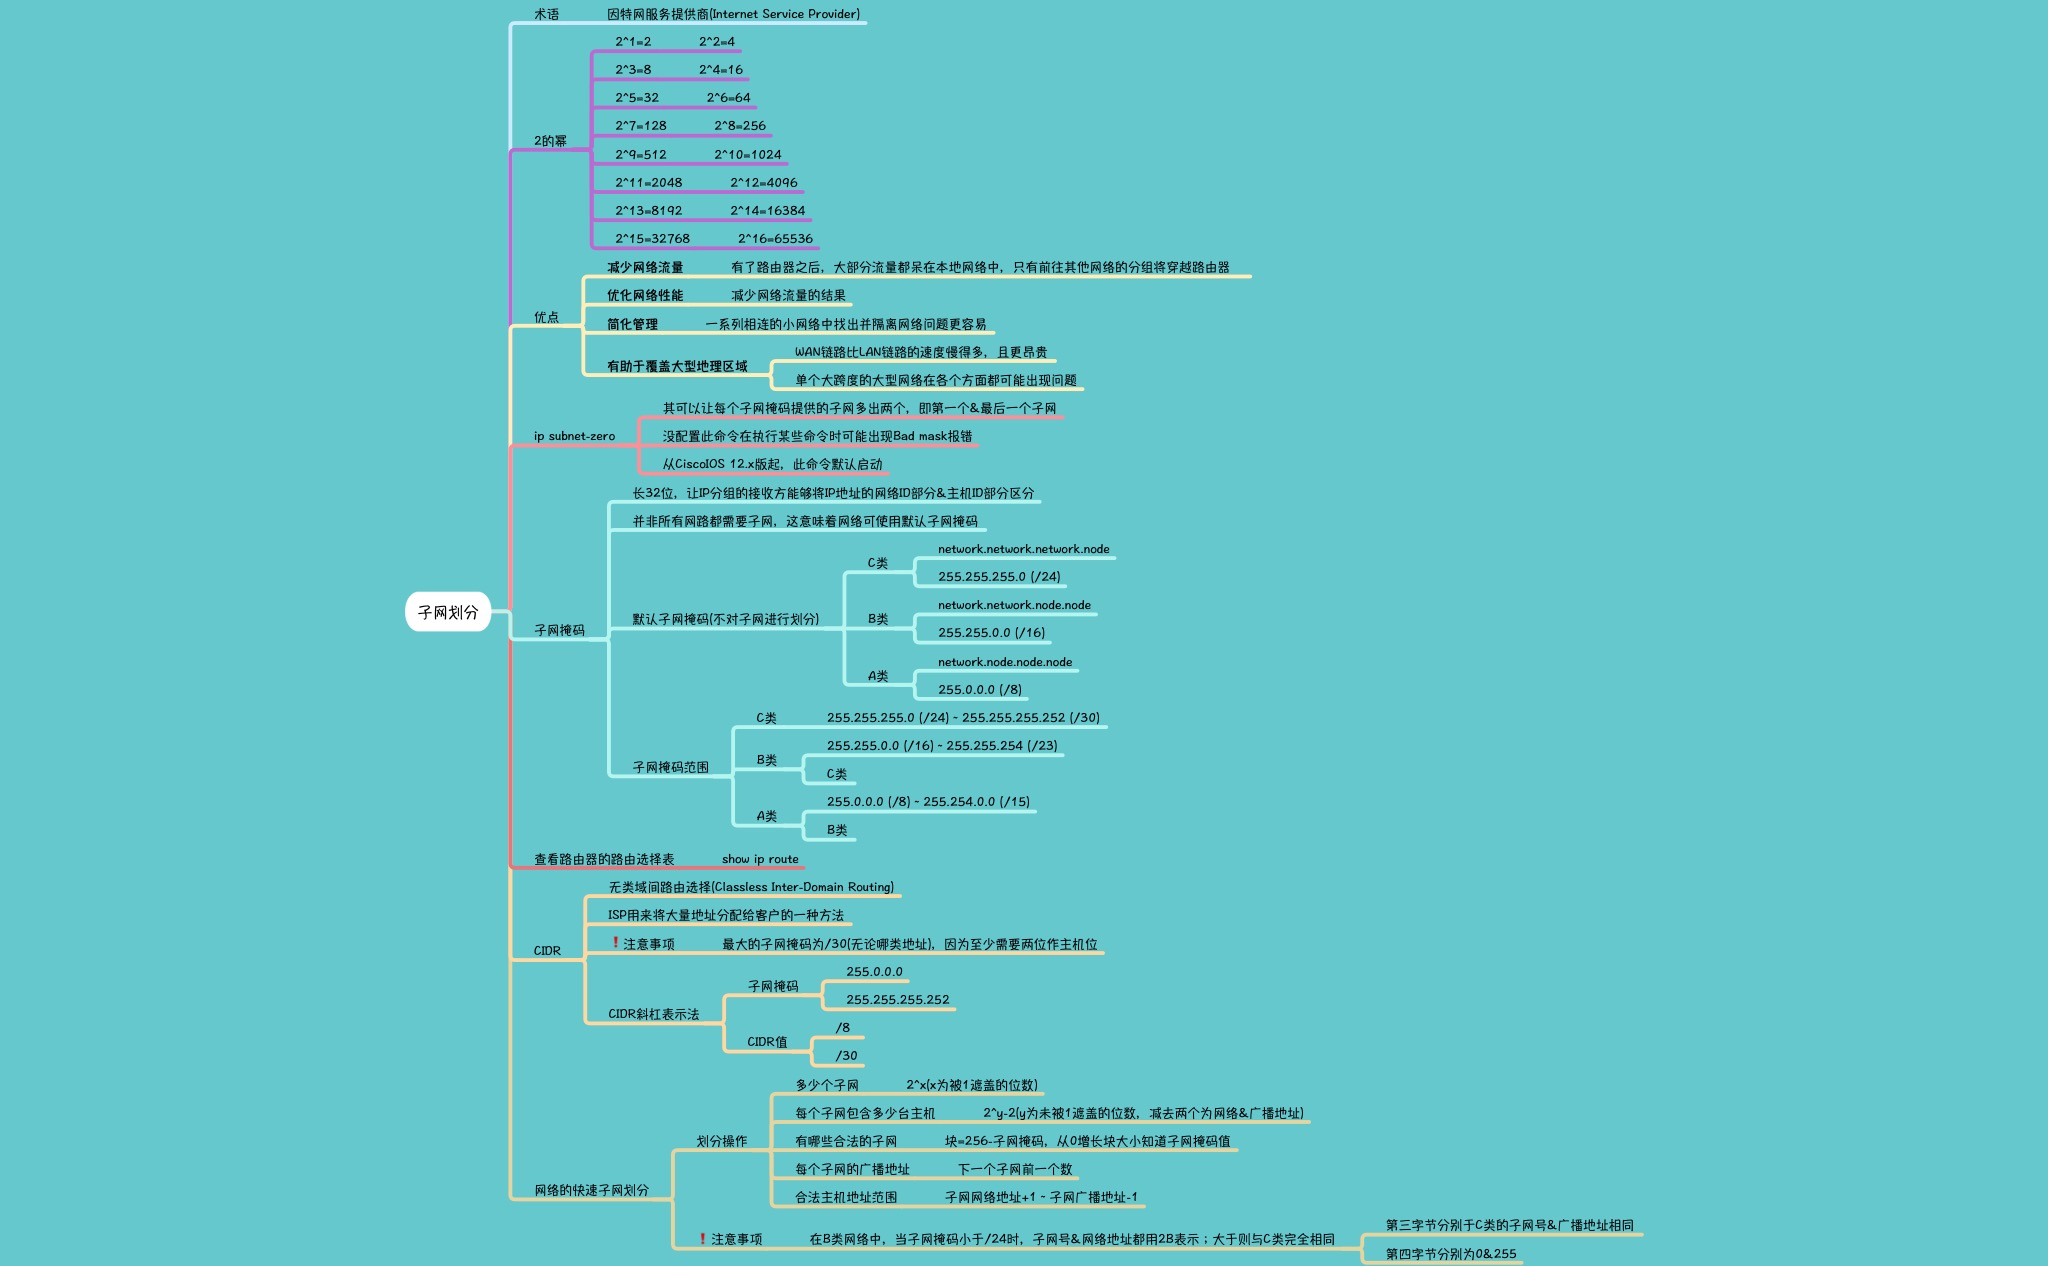 术语 因特网服务提供商(Internet Service Provider)
2^1=2 2^2=4
2^3=8 2^4=16
2^5=32 2^6=64
2^7=128 2^8=256
2的幂
2^9=512 2^10=1024
2^11=2048 2^12=4096
2^13=8192 2^14=16384
2^15=32768 2^16=65536
减少网络流量 有了路由器之后，大部分流量都呆在本地网络中，只有前往其他网络的分组将穿越路由器
优化网络性能 减少网络流量的结果
优点
简化管理 一系列相连的小网络中找出并隔离网络问题更容易
有助于覆盖大型地理区域
WAN链路比LAN链路的速度慢得多，且更昂贵
单个大跨度的大型网络在各个方面都可能出现问题
ip subnet-zero
其可以让每个子网掩码提供的子网多出两个，即第一个&最后一个子网
没配置此命令在执行某些命令时可能出现Bad mask报错
从CiscoIOS 12.x版起，此命令默认启动
子网划分
子网掩码
长32位，让IP分组的接收方能够将IP地址的网络ID部分&主机ID部分区分
并非所有网路都需要子网，这意味着网络可使用默认子网掩码
默认子网掩码(不对子网进行划分)
C类
network.network.network.node
255.255.255.0 (/24)
B类
network.network.node.node
255.255.0.0 (/16)
A类
network.node.node.node
255.0.0.0 (/8)
子网掩码范围
C类 255.255.255.0 (/24) ~ 255.255.255.252 (/30)
B类
255.255.0.0 (/16) ~ 255.255.254 (/23)
C类
A类
255.0.0.0 (/8) ~ 255.254.0.0 (/15)
B类
查看路由器的路由选择表 show ip route
CIDR
无类域间路由选择(Classless Inter-Domain Routing)
ISP用来将大量地址分配给客户的一种方法
❗注意事项 最大的子网掩码为/30(无论哪类地址)，因为至少需要两位作主机位
CIDR斜杠表示法
子网掩码
255.0.0.0
255.255.255.252
CIDR值
/8
/30
网络的快速子网划分
划分操作
多少个子网 2^x(x为被1遮盖的位数)
每个子网包含多少台主机 2^y-2(y为未被1遮盖的位数，减去两个为网络&广播地址)
有哪些合法的子网 块=256-子网掩码，从0增长块大小知道子网掩码值
每个子网的广播地址 下一个子网前一个数
合法主机地址范围 子网网络地址+1 ~ 子网广播地址-1
❗注意事项 在B类网络中，当子网掩码小于/24时，子网号&网络地址都用2B表示；大于则与C类完全相同
第三字节分别于C类的子网号&广播地址相同
第四字节分别为0&255